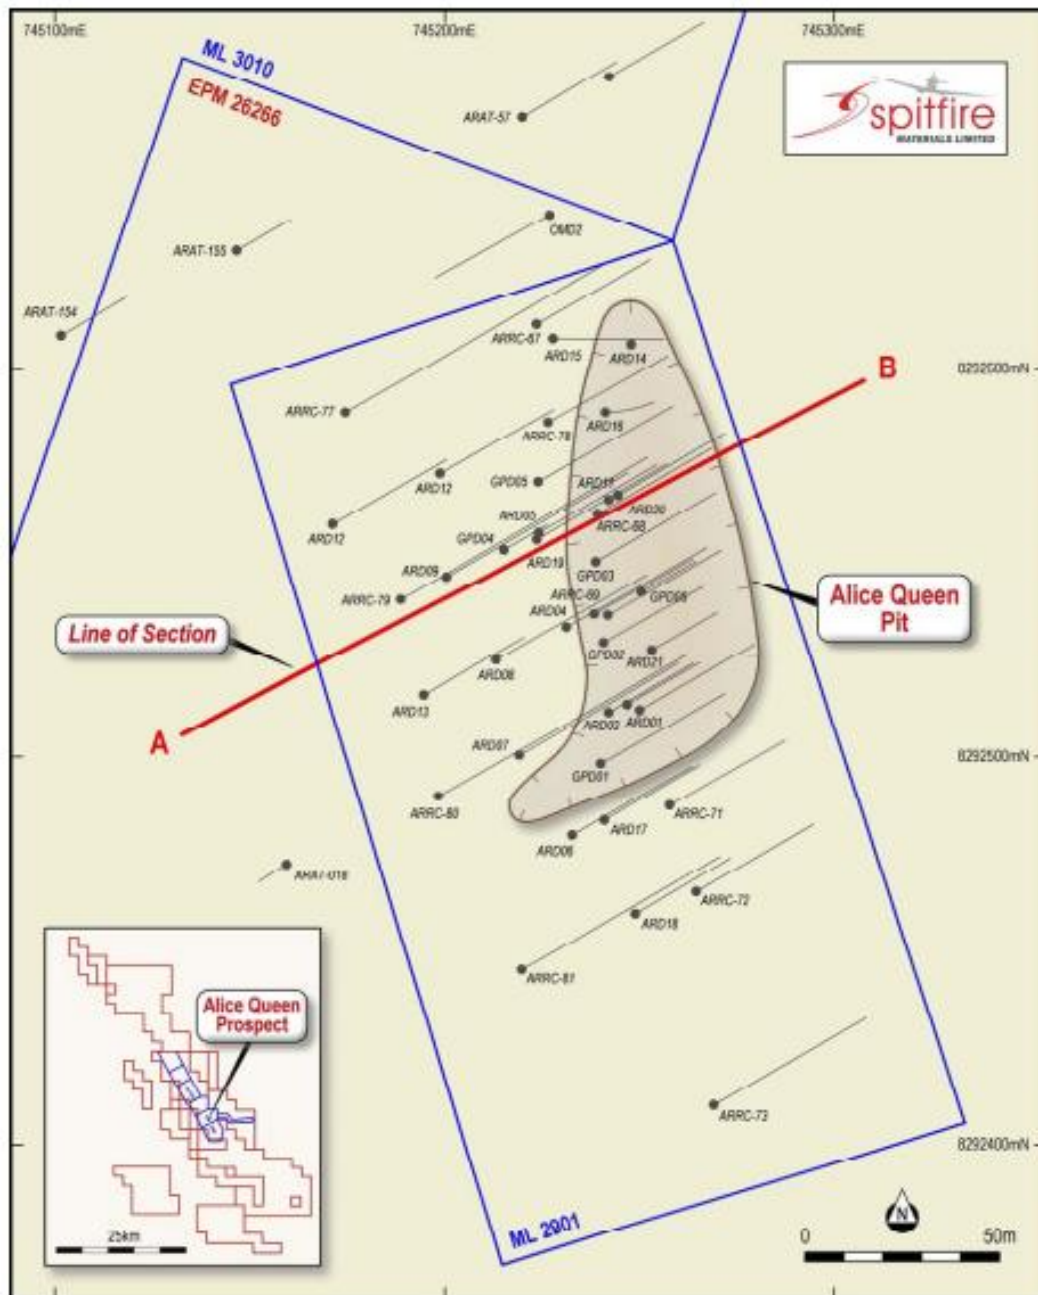 745100mE
745200mE
745300mE
ML 3010
EPM 26266
spitfire
MATERIALS LIMITED
ARAT-57
OMD2
ARAT-155
ARAT-154
ARRC-67
ARD15
ARD14
B
ARRC-77
ARD16
ARRC-78
ARD12
GPD05
ARD11
ARD20
ARD12
ARRC-68
GPD04
ARD19
ARD09
GPD03
ARRC-79
ARRC-69
GPD06
ARD04
Alice Queen
Pit
Line of Section
GPD02
ARD21
ARD08
ARD13
A
ARD02
ARD01
ARD07
8292500mN
GPD01
ARRC-80
ARRC-71
ARD17
ARD06
ARRC-72
ARD18
ARRC-81
Alice Queen
Prospect
ARRC-73
8292400mN
25km
ML 2901
N
0
50m